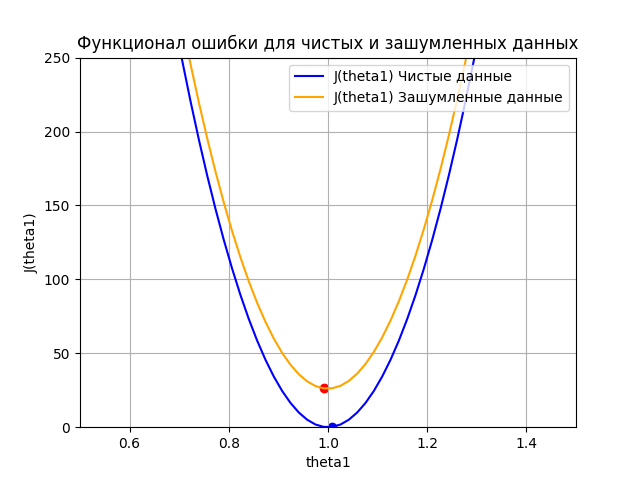 Функционал ошибки для чистых и зашумленных данных
J(theta1) Чистые данные
J(theta1) Зашумленные данные
250
200
150
100
50
0
J(theta1)
0.6 0.8 1.0 1.2 1.4
theta1